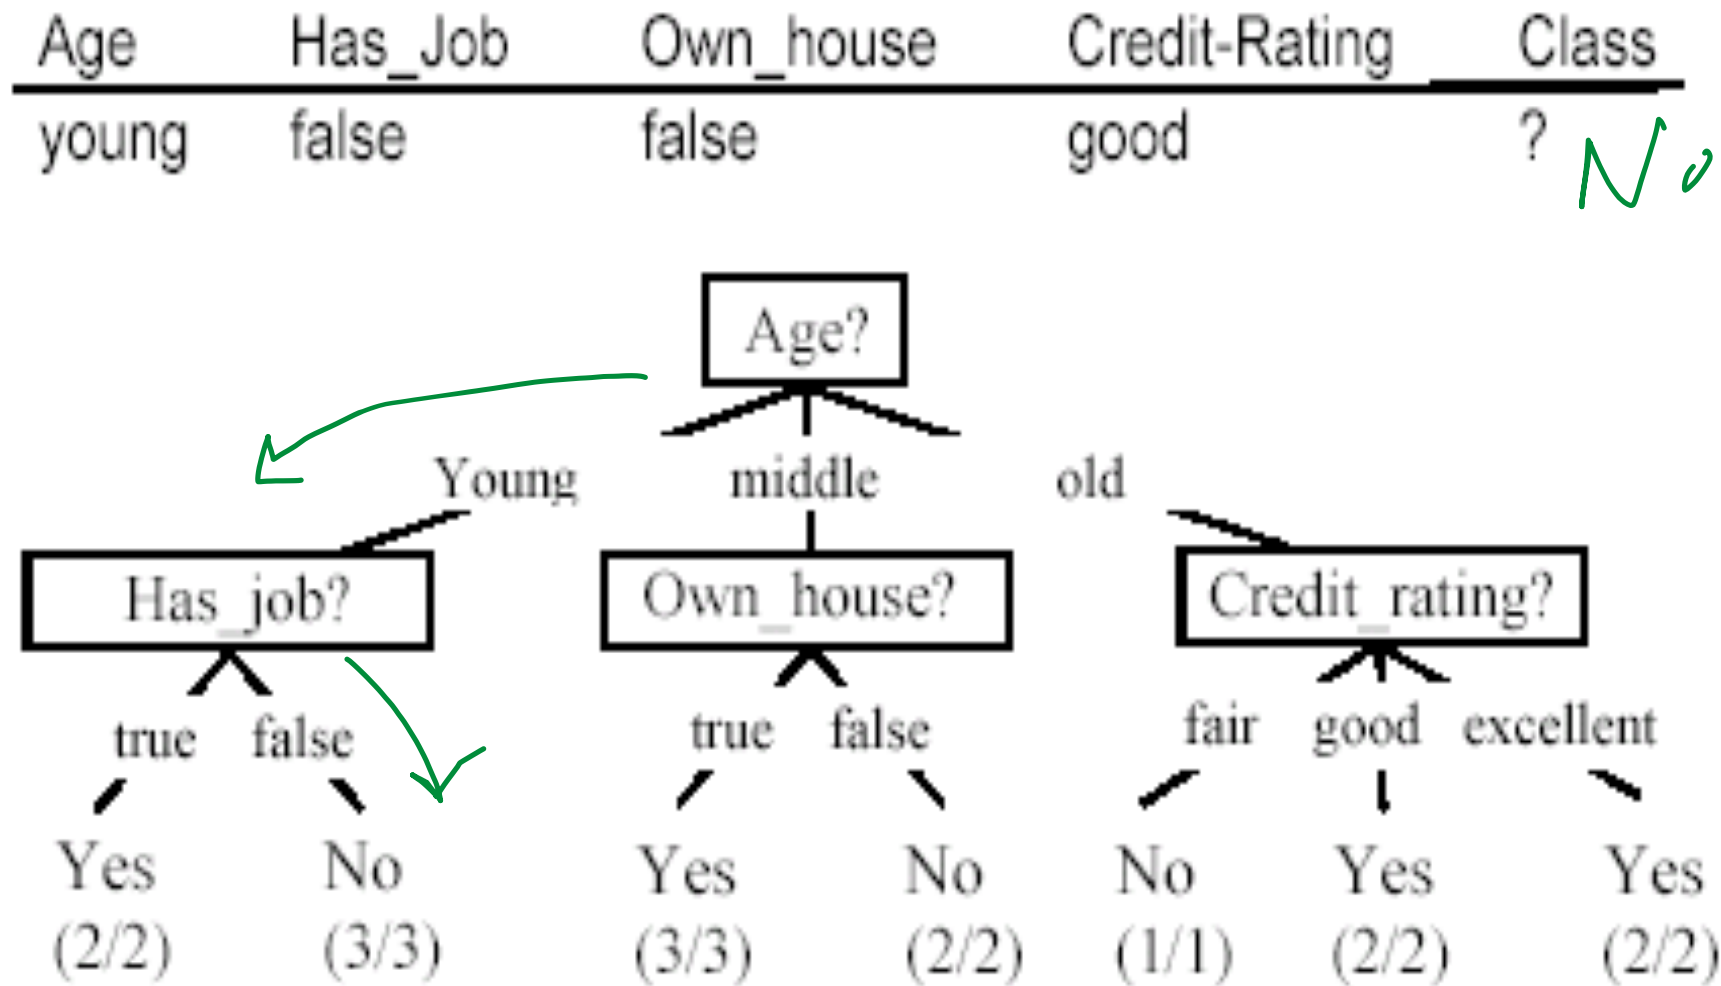 Age Has_Job Own_house Credit-Rating Class
young false false good ? No
Age?
Young middle old
Has_job? Own_house? Credit_rating?
true false true false fair good excellent
Yes No Yes No No Yes Yes
(2/2) (3/3) (3/3) (2/2) (1/1) (2/2) (2/2)